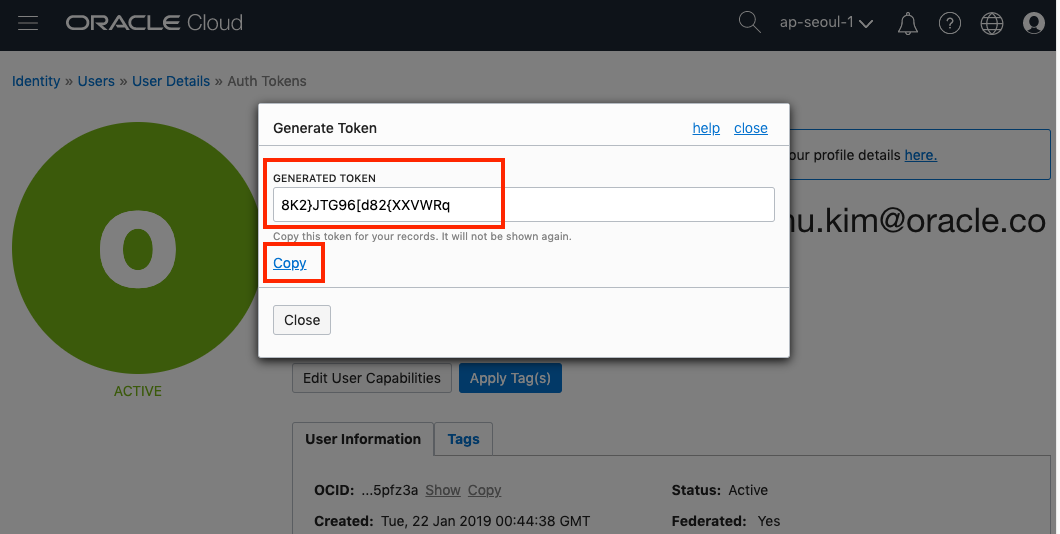 ORACLE Cloud ap-seoul-1
Identity » Users » User Details » Auth Tokens
Generate Token help close
our profile details here.
GENERATED TOKEN
8K2}JTG96[d82{XXVWRq
Copy this token for your records. It will not be shown again.
Copy
nu.kim@oracle.co
O
Close
Edit User Capabilities Apply Tag(s)
ACTIVE
User Information Tags
OCID: ...5pfz3a Show Copy Status: Active
Created: Tue, 22 Jan 2019 00:44:38 GMT Federated: Yes